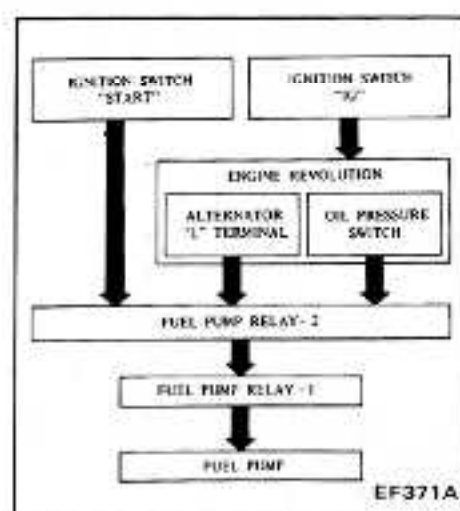 IGNITION SWITCH
"START"
IGNITION SWITCH
"IG"
ENGINE REVOLUTION
ALTERNATOR
"L" TERMINAL
OIL PRESSURE
SWITCH
FUEL PUMP RELAY-2
FUEL PUMP RELAY-1
FUEL PUMP
EF371A